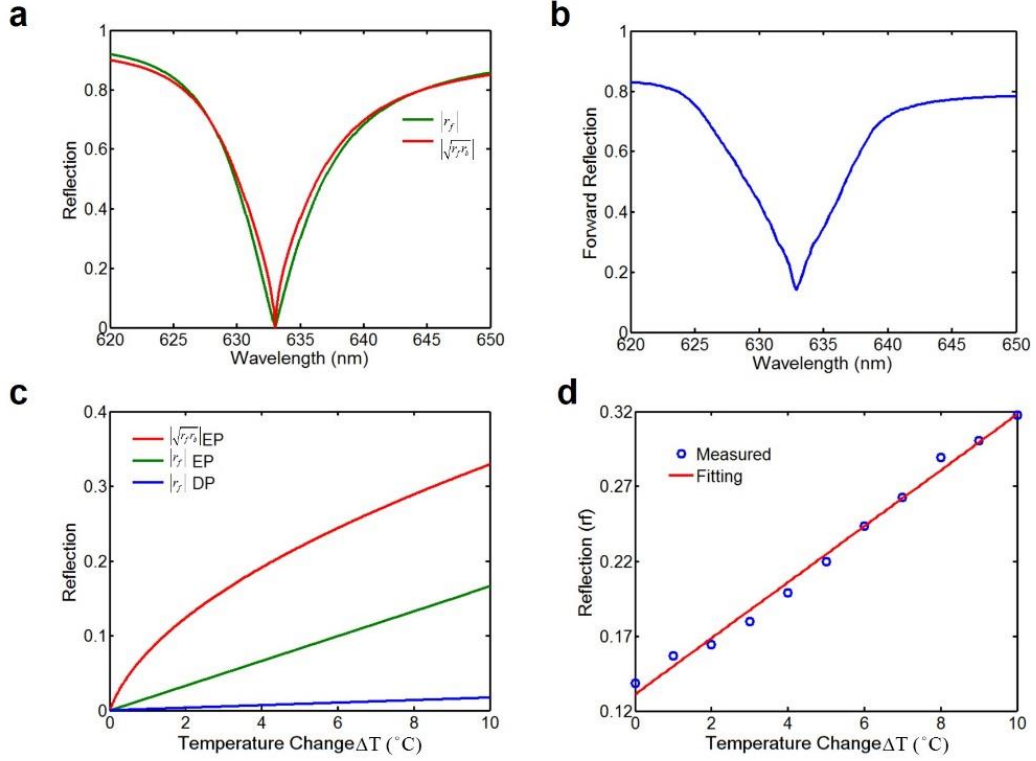 a
1
0.8
0.6
0.4
0.2
0
Reflection
|r_f|
|√r_f r_b|
620 625 630 635 640 645 650
Wavelength (nm)
b
1
0.8
0.6
0.4
0.2
0
Forward Reflection
620 625 630 635 640 645 650
Wavelength (nm)
c
0.4
0.3
0.2
0.1
0
Reflection
|√r_f r_b| EP
|r_f| EP
|r_f| DP
0 2 4 6 8 10
Temperature ChangeΔT (°C)
d
0.32
0.27
0.22
0.17
0.12
Reflection (rf)
Measured
Fitting
0 2 4 6 8 10
Temperature ChangeΔT (°C)